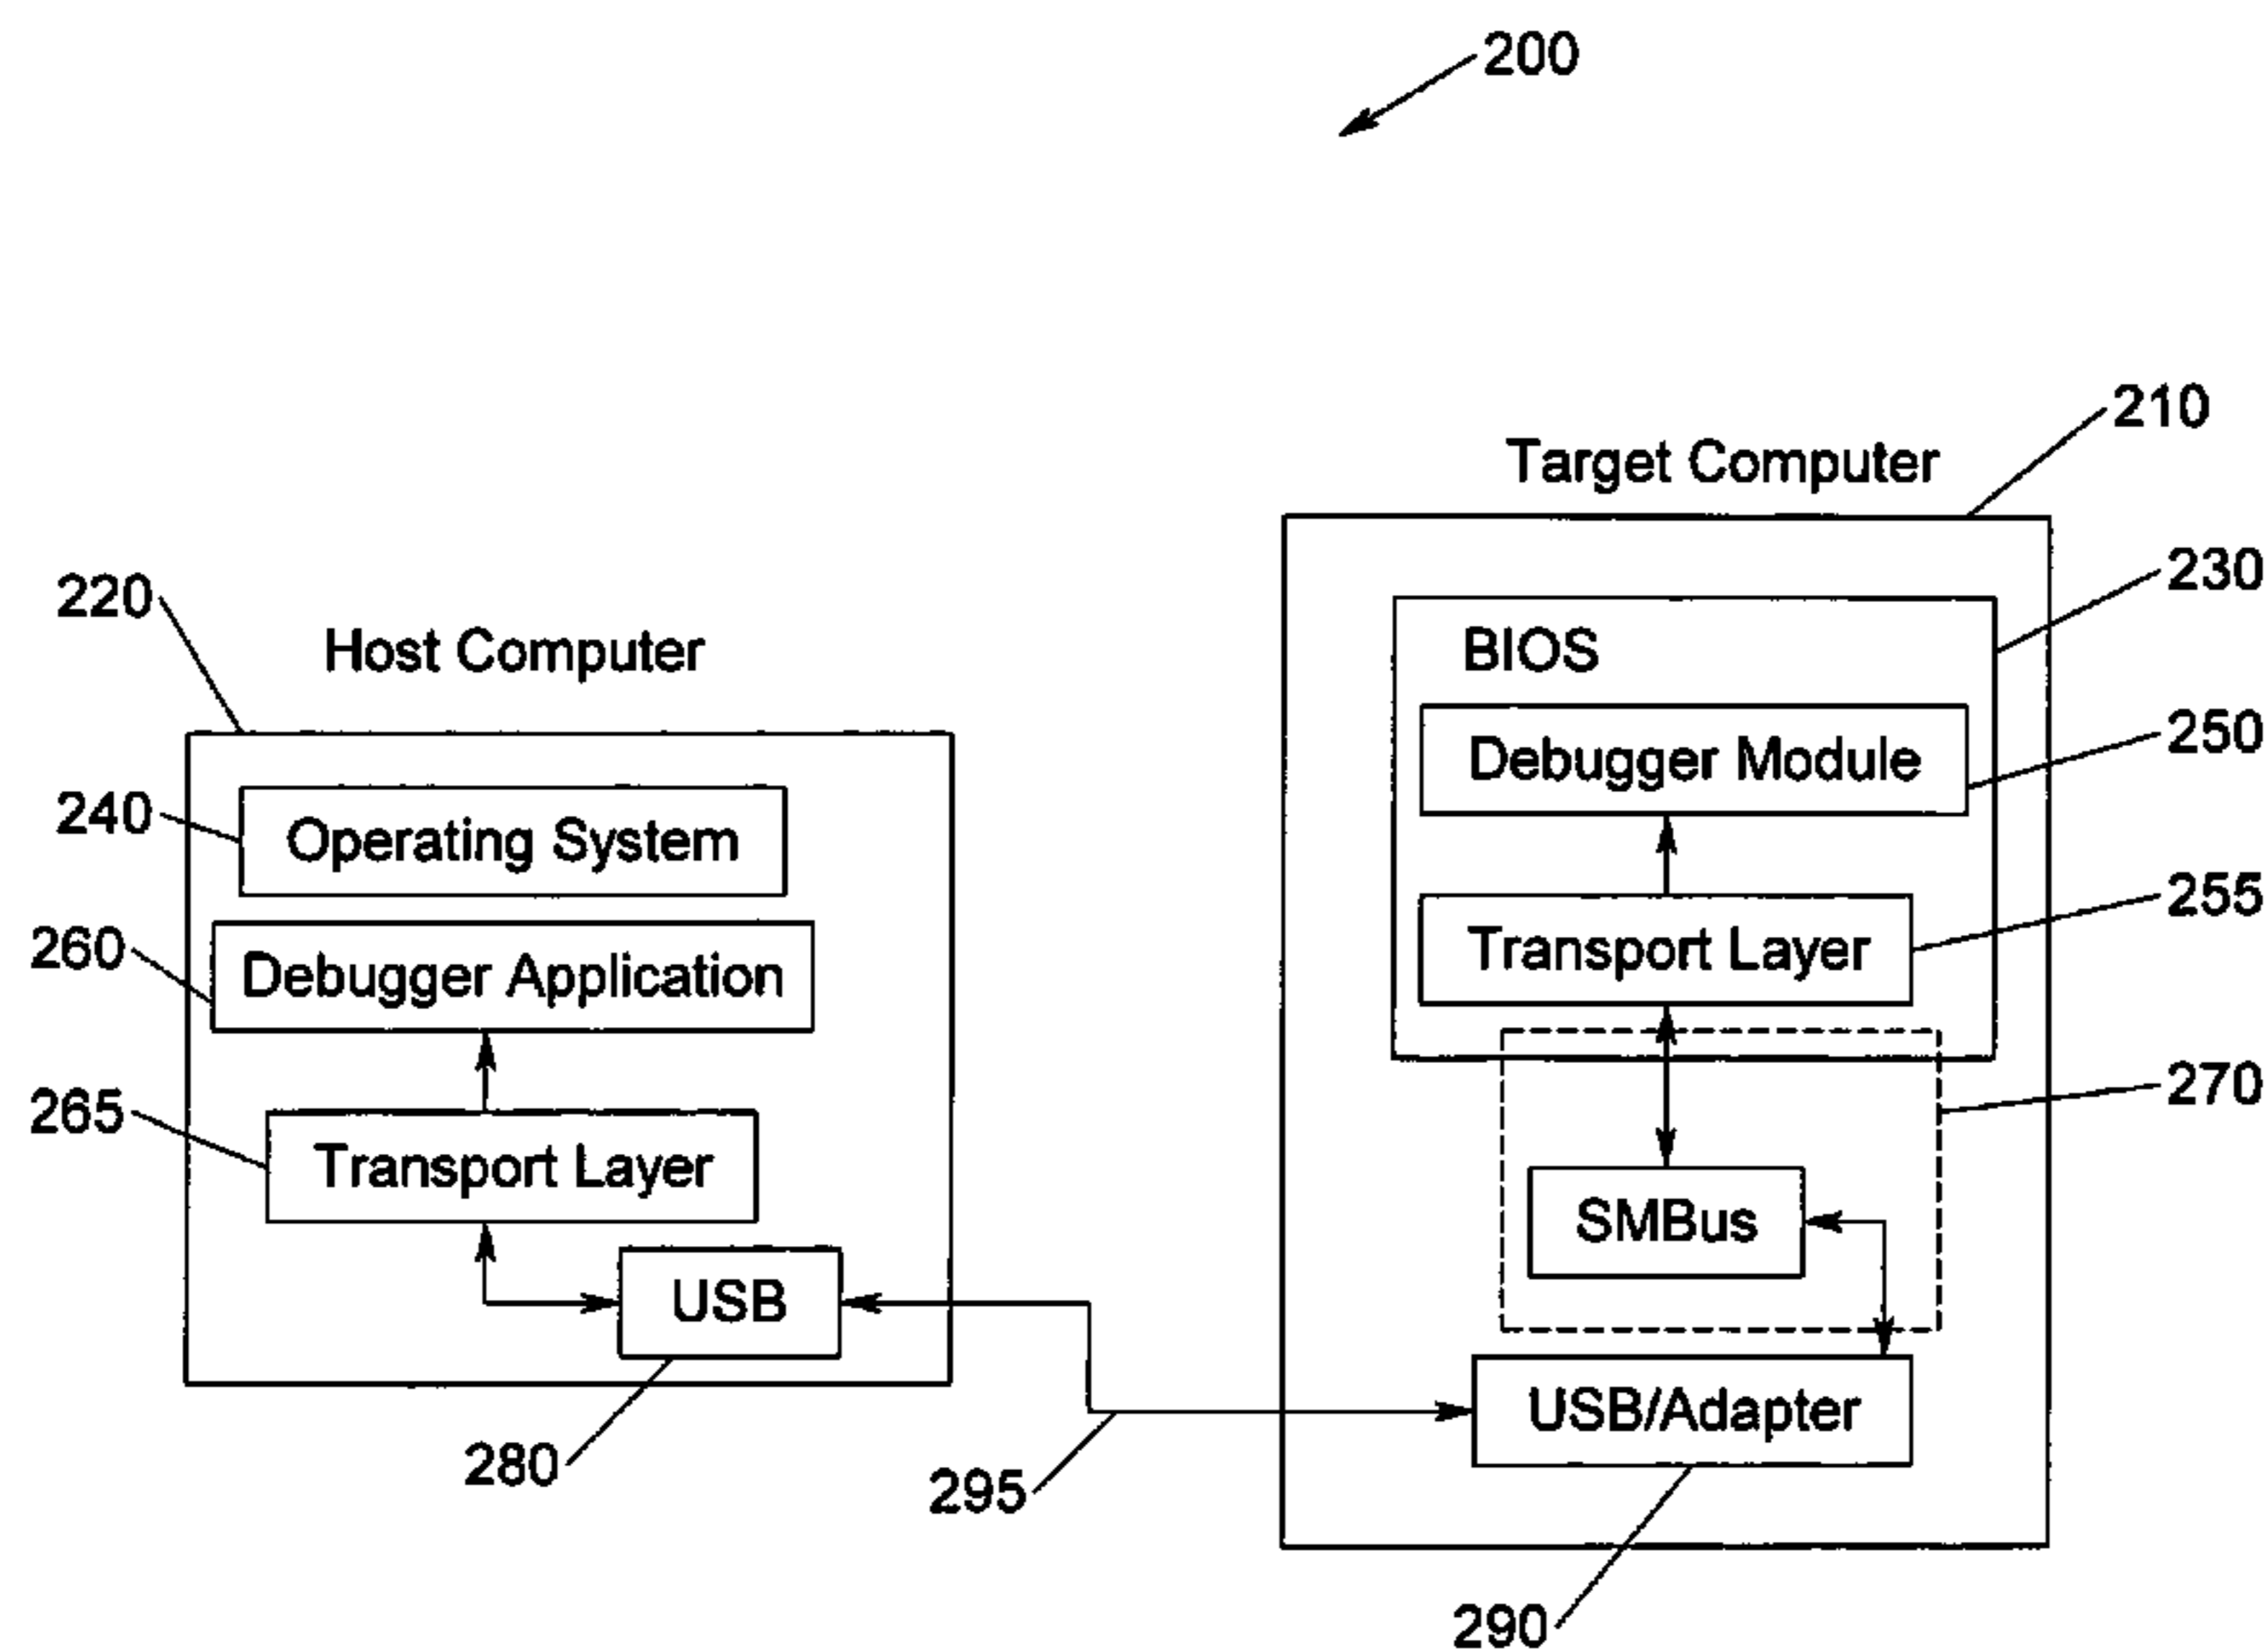 200
210
Target Computer
230
220
Host Computer
BIOS
250
Debugger Module
240
Operating System
255
260
Debugger Application
Transport Layer
270
265
Transport Layer
SMBus
USB
USB/Adapter
280
295
290